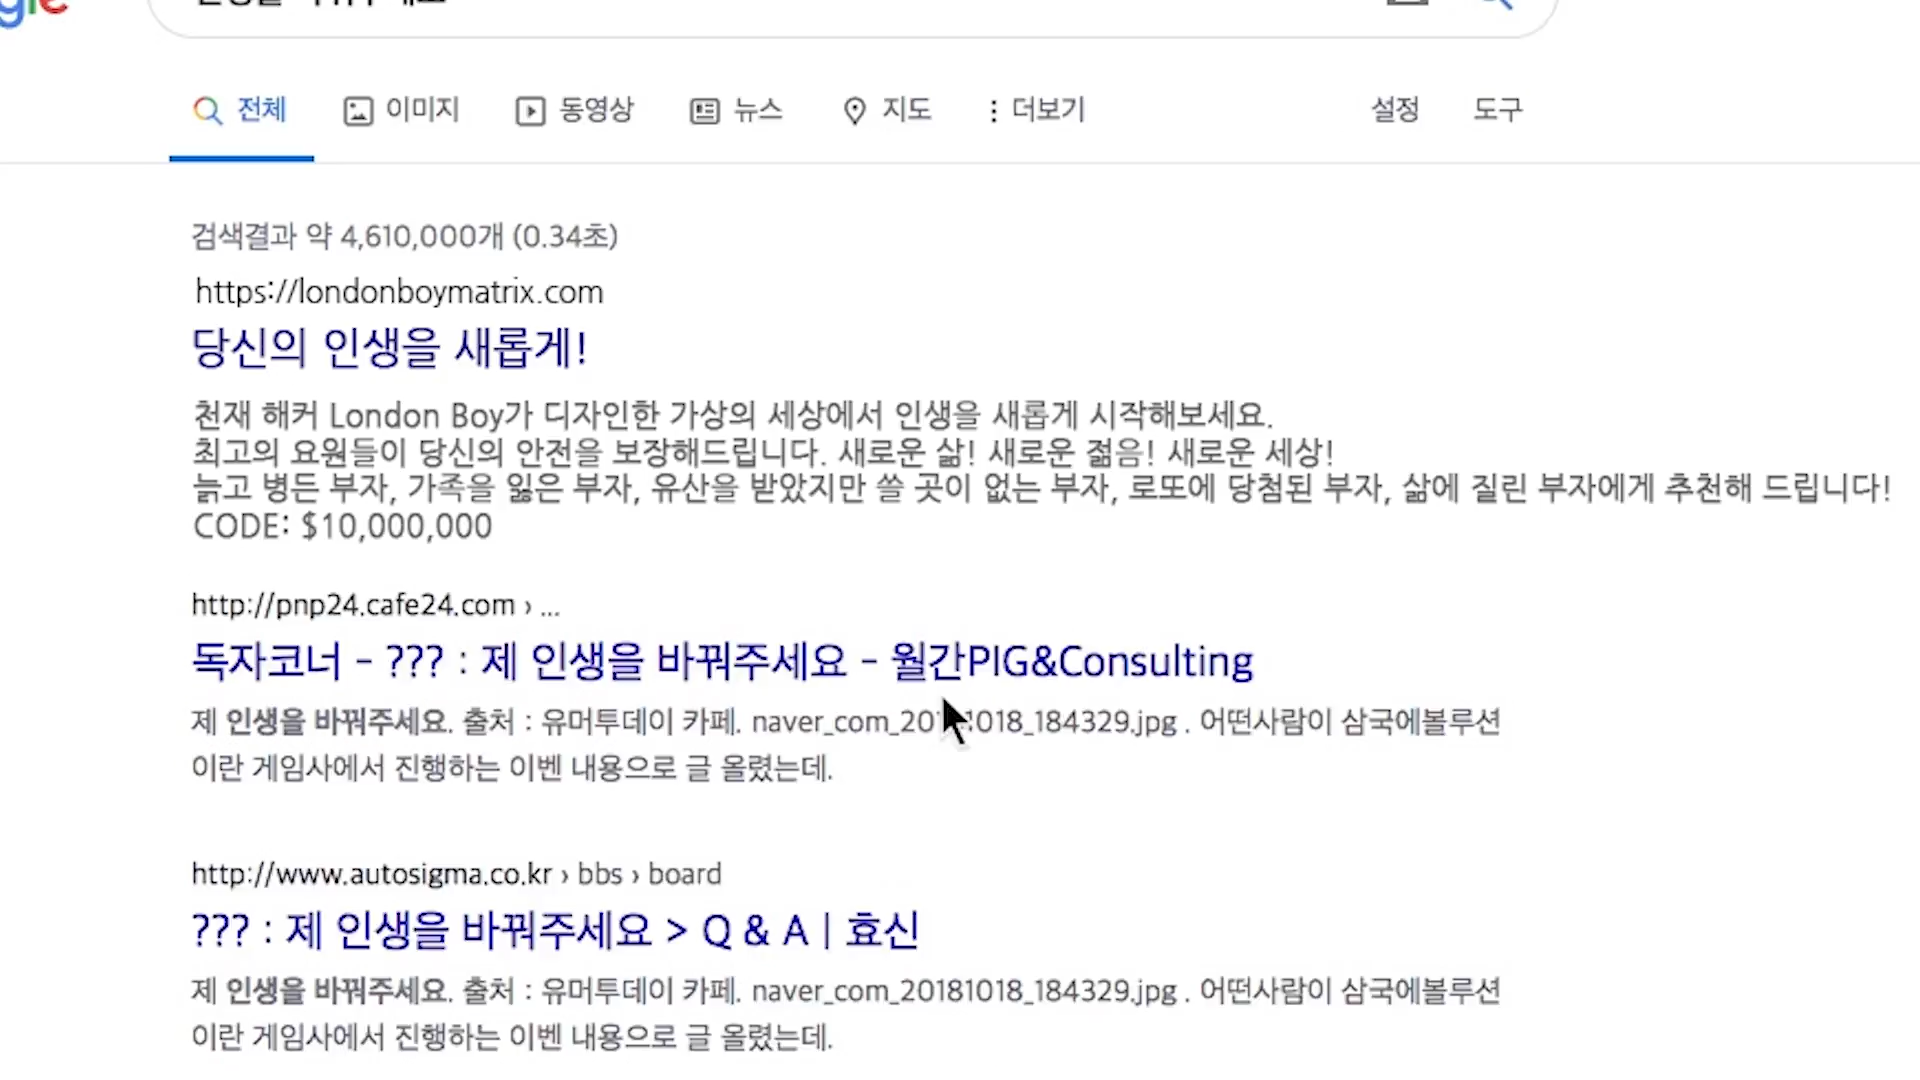 전체 이미지 동영상 뉴스 지도 더보기 설정 도구
검색결과 약 4,610,000개 (0.34초)
https://londonboymatrix.com
당신의 인생을 새롭게!
천재 해커 London Boy가 디자인한 가상의 세상에서 인생을 새롭게 시작해보세요.
최고의 요원들이 당신의 안전을 보장해드립니다. 새로운 삶! 새로운 젊음! 새로운 세상!
늙고 병든 부자, 가족을 잃은 부자, 유산을 받았지만 쓸 곳이 없는 부자, 로또에 당첨된 부자, 삶에 질린 부자에게 추천해 드립니다!
CODE: $10,000,000
http://pnp24.cafe24.com › ...
독자코너 - ??? : 제 인생을 바꿔주세요 - 월간PIG&Consulting
제 인생을 바꿔주세요. 출처 : 유머투데이 카페. . 어떤사람이 삼국에볼루션
이란 게임사에서 진행하는 이벤 내용으로 글 올렸는데.
http://www.autosigma.co.kr › bbs › board
??? : 제 인생을 바꿔주세요 > Q & A | 효신
제 인생을 바꿔주세요. 출처 : 유머투데이 카페. naver_com_20181018_184329.jpg . 어떤사람이 삼국에볼루션
이란 게임사에서 진행하는 이벤 내용으로 글 올렸는데.